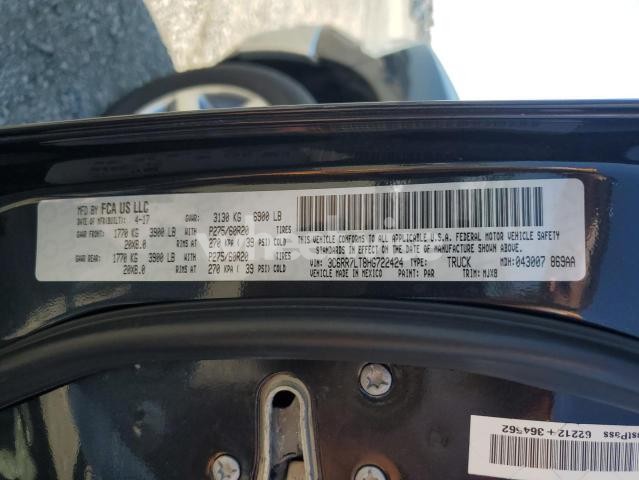 MFD BY FCA US LLC
DATE OF MFR(BUILT): 4-17
GVWR: 3130 KG 6900 LB
GAWR FRONT: 1770 KG 3900 LB WITH P275/60R20 TIRES
20X8.0 RIMS AT 270 KPA ( 39 PSI) COLD
GAWR REAR: 1770 KG 3900 LB WITH P275/60R20 TIRES
20X8.0 RIMS AT 270 KPA ( 39 PSI) COLD
THIS VEHICLE CONFORMS TO ALL APPLICABLE U.S.A. FEDERAL MOTOR VEHICLE SAFETY
STANDARDS IN EFFECT ON THE DATE OF MANUFACTURE SHOWN ABOVE.
VIN: 3C6RR7LT8HG722424 TYPE: TRUCK MDH: 043007 869AA
VEHICLE MADE IN MEXICO PAINT: PAR TRIM: MJX8
62212+364562